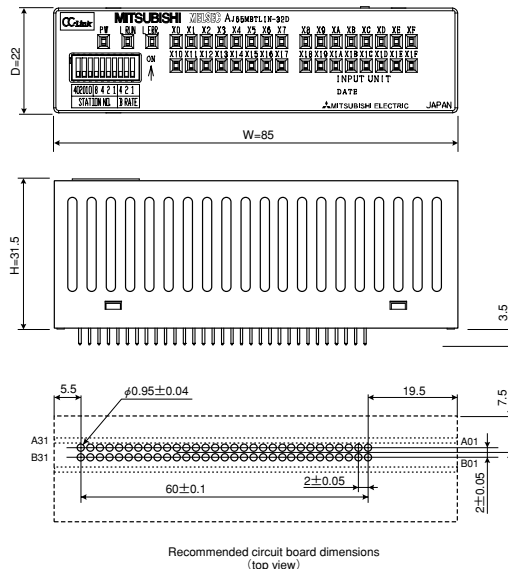 CC-Link
MITSUBISHI MELSEC AJ65MBTL1N-32D
PW L RUN L ERR. X0 X1 X2 X3 X4 X5 X6 X7 X8 X9 XA XB XC XD XE XF
X10 X11 X12 X13 X14 X15 X16 X17 X18 X19 X1A X1B X1C X1D X1E X1F
ON
402010 8 4 2 1 4 2 1
STATION NO. B RATE
INPUT UNIT
DATE
MITSUBISHI ELECTRIC JAPAN
D=22
W=85
H=31.5
3.5
5.5
φ0.95±0.04
19.5
7.5
A31
A01
B31
B01
60±0.1
2±0.05
2±0.05
Recommended circuit board dimensions
(top view)